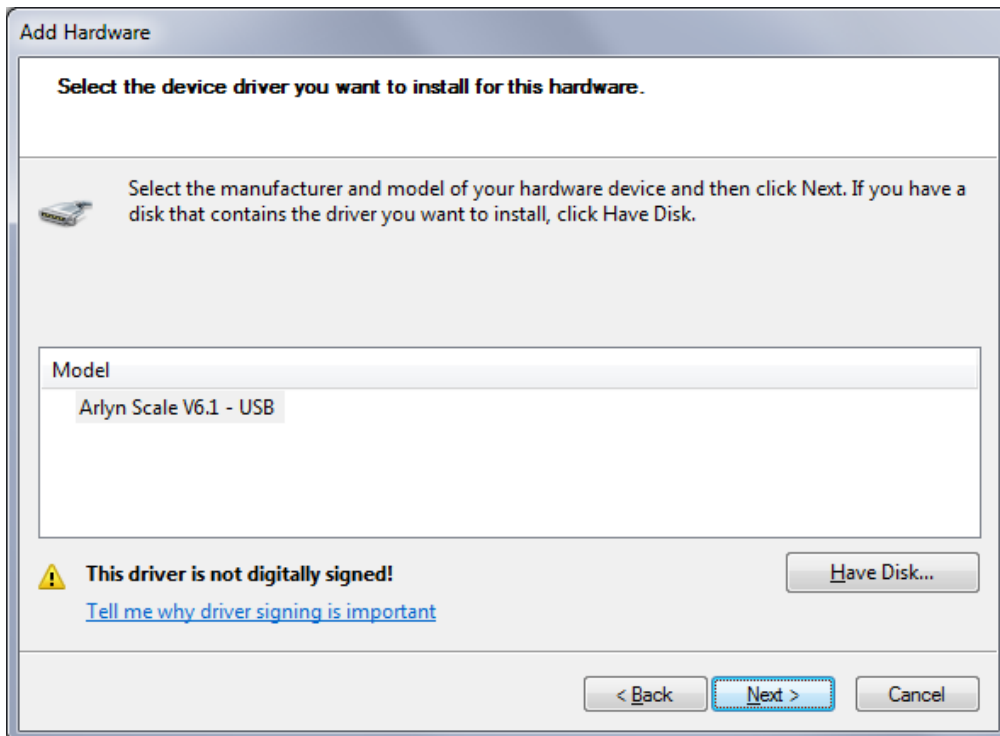 Add Hardware
Select the device driver you want to install for this hardware.
Select the manufacturer and model of your hardware device and then click Next. If you have a
disk that contains the driver you want to install, click Have Disk.
Model
Arlyn Scale V6.1 - USB
This driver is not digitally signed!
Have Disk...
Tell me why driver signing is important
< Back
Next >
Cancel